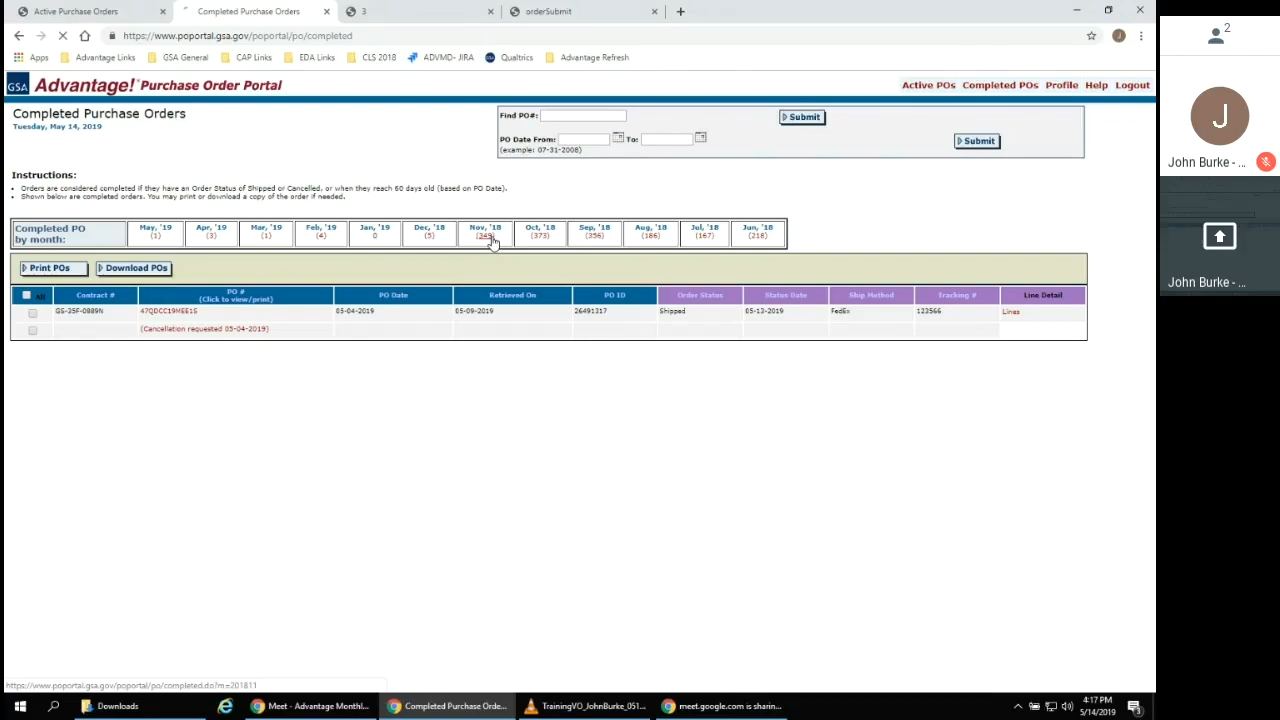 Active Purchase Orders
Completed Purchase Orders
3
orderSubmit
https://www.poportal.gsa.gov/poportal/po/completed
J
Apps
Advantage Links
GSA General
CAP Links
EDA Links
CLS 2018
ADVMD- JIRA
Qualtrics
Advantage Refresh
GSA Advantage! Purchase Order Portal
Active POs Completed POs Profile Help Logout
Completed Purchase Orders
Tuesday, May 14, 2019
Find PO#: Submit
PO Date From: To: Submit
(example: 07-31-2008)
Instructions:
Orders are considered completed if they have an Order Status of Shipped or Cancelled, or when they reach 60 days old (based on PO Date).
Shown below are completed orders. You may print or download a copy of the order if needed.
Completed PO by month:
May, '19 (1)
Apr, '19 (3)
Mar, '19 (1)
Feb, '19 (4)
Jan, '19 0
Dec, '18 (5)
Nov, '18 (349)
Oct, '18 (373)
Sep, '18 (356)
Aug, '18 (186)
Jul, '18 (167)
Jun, '18 (218)
Print POs Download POs
All Contract # PO # (Click to view/print) PO Date Retrieved On PO ID Order Status Status Date Ship Method Tracking # Line Detail
GS-25F-0889N 47QDCC19MEE1S 05-04-2019 05-09-2019 26491317 Shipped 05-13-2019 FedEx 123566 Lines
(Cancellation requested 05-04-2019)
https://www.poportal.gsa.gov/poportal/po/completed.do?m=201811
Downloads
Meet - Advantage Monthl...
Completed Purchase Orde...
TrainingVO_JohnBurke_051...
meet.google.com is sharin...
4:17 PM
5/14/2019
3
2
J
John Burke - ...
John Burke - ...